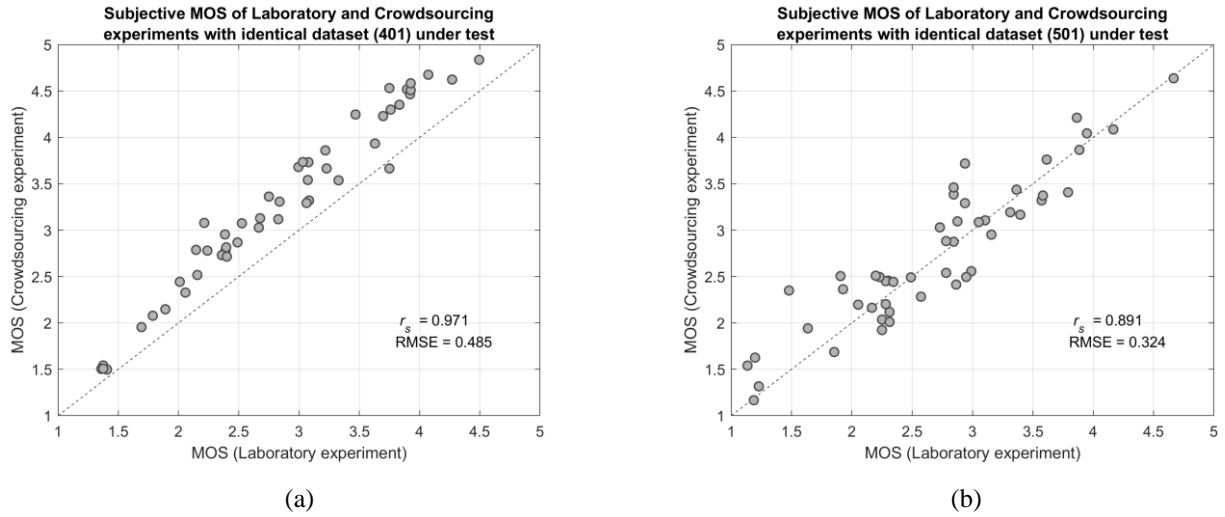 Subjective MOS of Laboratory and Crowdsourcing
experiments with identical dataset (401) under test
5
4.5
4
3.5
3
2.5
2
1.5
1
MOS (Crowdsourcing experiment)
r_s = 0.971
RMSE = 0.485
1 1.5 2 2.5 3 3.5 4 4.5 5
MOS (Laboratory experiment)
(a)
Subjective MOS of Laboratory and Crowdsourcing
experiments with identical dataset (501) under test
5
4.5
4
3.5
3
2.5
2
1.5
1
MOS (Crowdsourcing experiment)
r_s = 0.891
RMSE = 0.324
1 1.5 2 2.5 3 3.5 4 4.5 5
MOS (Laboratory experiment)
(b)